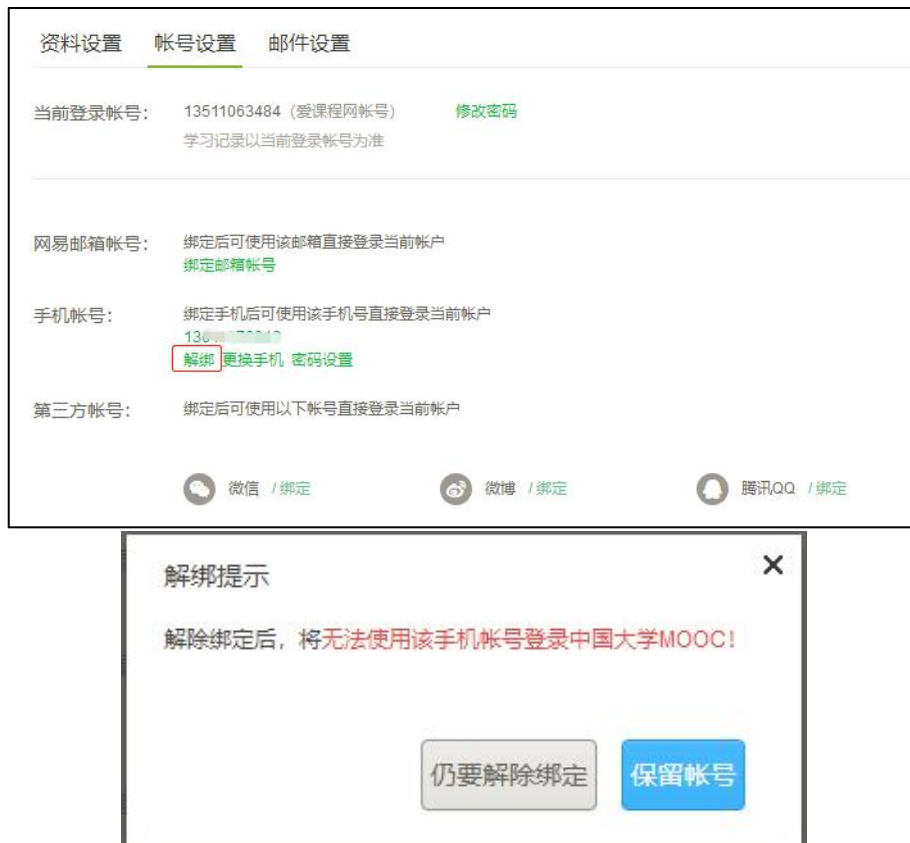 资料设置 帐号设置 邮件设置
当前登录帐号： 13511063484（爱课程网帐号） 修改密码
学习记录以当前登录帐号为准
网易邮箱帐号： 绑定后可使用该邮箱直接登录当前帐户
绑定邮箱帐号
手机帐号： 绑定手机后可使用该手机号直接登录当前帐户
解绑 更换手机 密码设置
第三方帐号： 绑定后可使用以下帐号直接登录当前帐户
微信 /绑定 微博 /绑定 腾讯QQ /绑定
解绑提示
解除绑定后，将无法使用该手机帐号登录中国大学MOOC！
仍要解除绑定 保留帐号